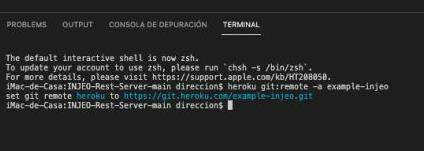 PROBLEMS OUTPUT CONSOLA DE DEPURACIÓN TERMINAL
The default interactive shell is now zsh.
To update your account to use zsh, please run `chsh -s /bin/zsh`.
For more details, please visit https://support.apple.com/kb/HT208050.
iMac-de-Casa:INJEO-Rest-Server-main direccion$ heroku git:remote -a example-injeo
set git remote heroku to https://git.heroku.com/example-injeo.git
iMac-de-Casa:INJEO-Rest-Server-main direccion$